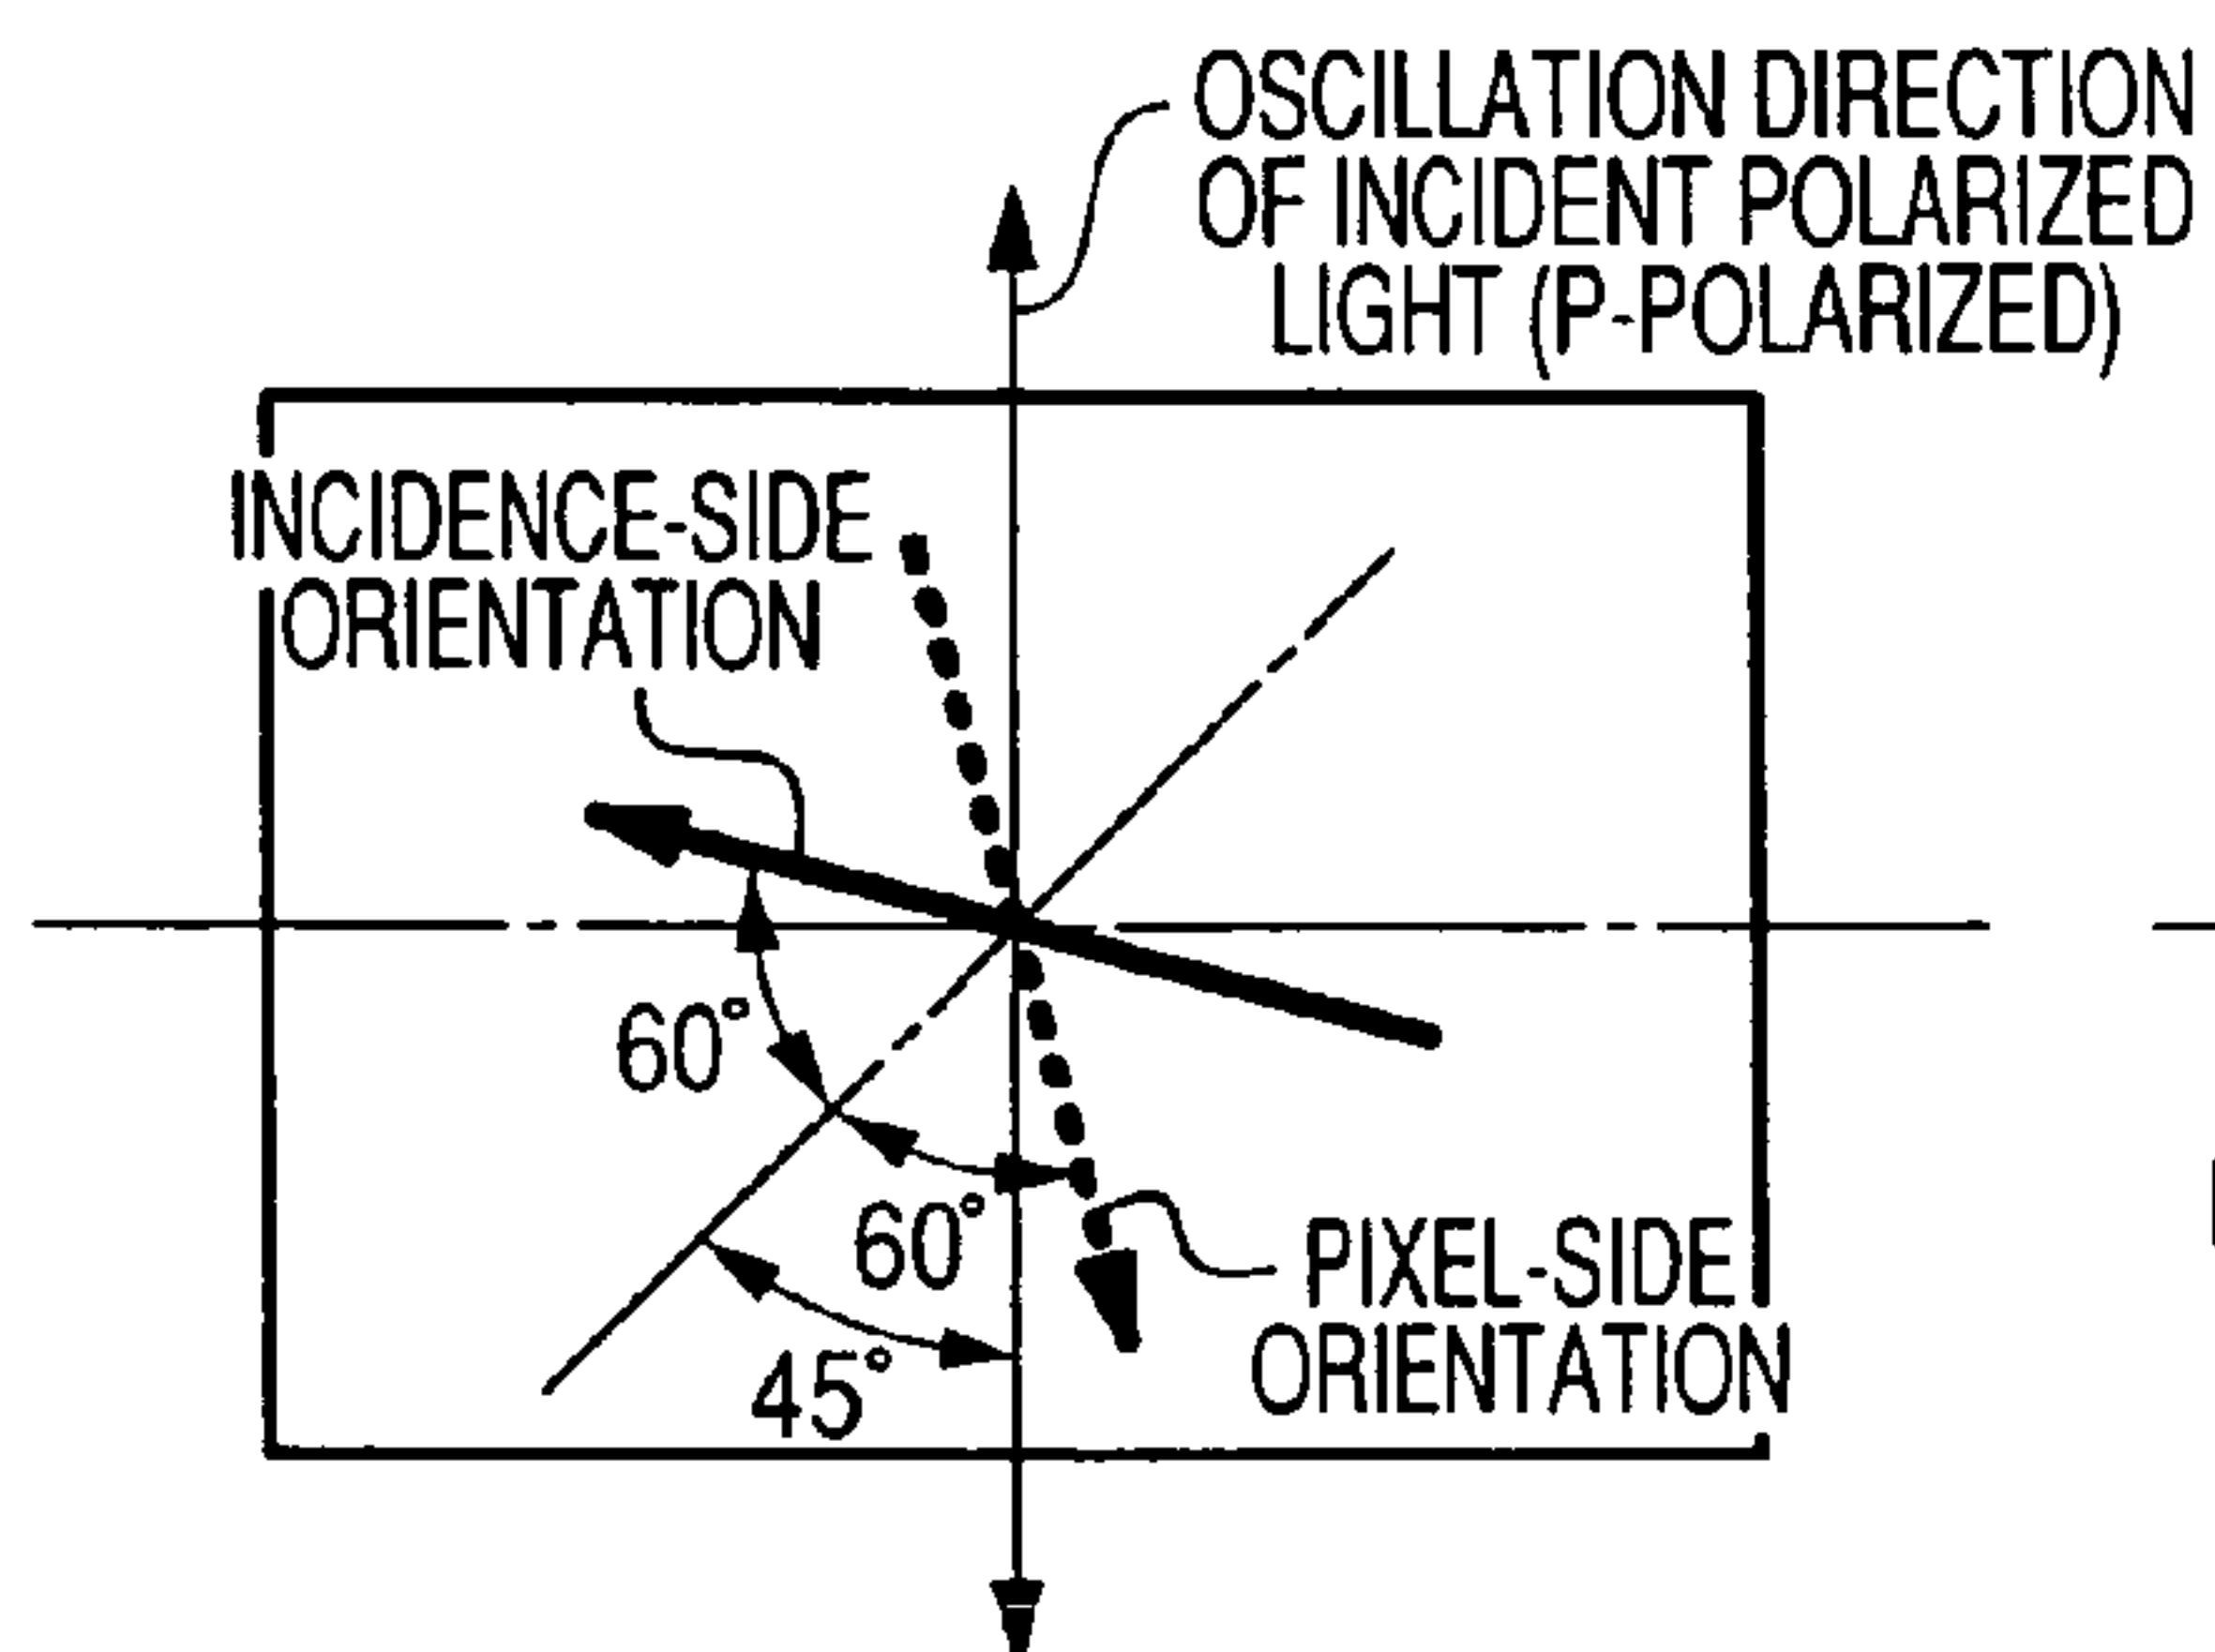 OSCILLATION DIRECTION
OF INCIDENT POLARIZED
LIGHT (P-POLARIZED)
INCIDENCE-SIDE
ORIENTATION
60°
60°
45°
PIXEL-SIDE
ORIENTATION